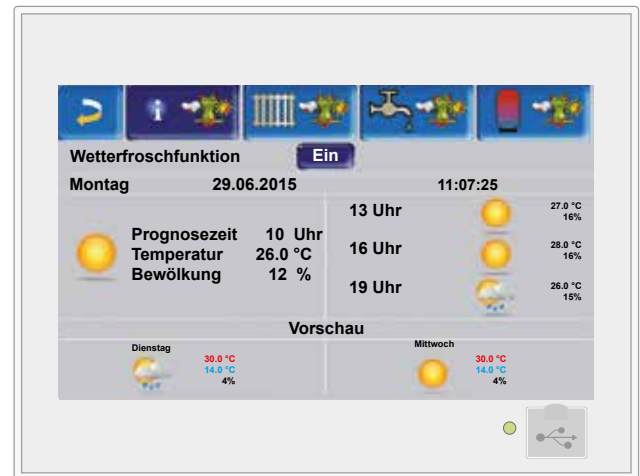 i
Wetterfroschfunktion Ein
Montag 29.06.2015 11:07:25
Prognosezeit 10 Uhr
Temperatur 26.0 °C
Bewölkung 12 %
13 Uhr 27.0 °C
16%
16 Uhr 28.0 °C
16%
19 Uhr 26.0 °C
15%
Vorschau
Dienstag
30.0 °C
14.0 °C
4%
Mittwoch
30.0 °C
14.0 °C
4%